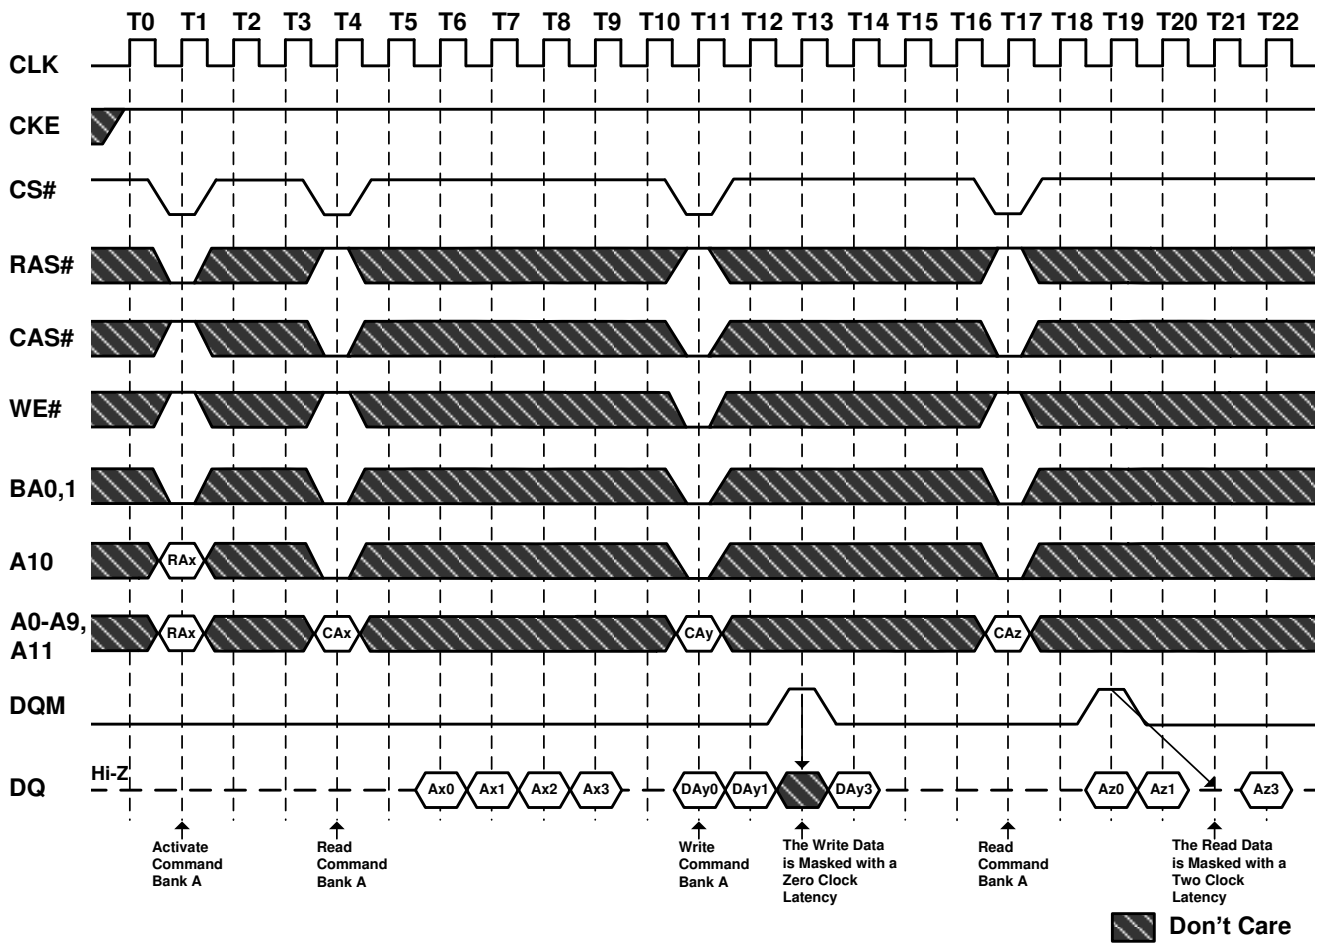 T0 T1 T2 T3 T4 T5 T6 T7 T8 T9 T10 T11 T12 T13 T14 T15 T16 T17 T18 T19 T20 T21 T22
CLK
CKE
CS#
RAS#
CAS#
WE#
BA0,1
A10 RAx
A0-A9,
A11
RAx CAx CAy CAz
DQM
Hi-Z
DQ Ax0 Ax1 Ax2 Ax3 DAy0 DAy1 DAy3 Az0 Az1 Az3
Activate
Command
Bank A
Read
Command
Bank A
Write
Command
Bank A
The Write Data
is Masked with a
Zero Clock
Latency
Read
Command
Bank A
The Read Data
is Masked with a
Two Clock
Latency
Don't Care